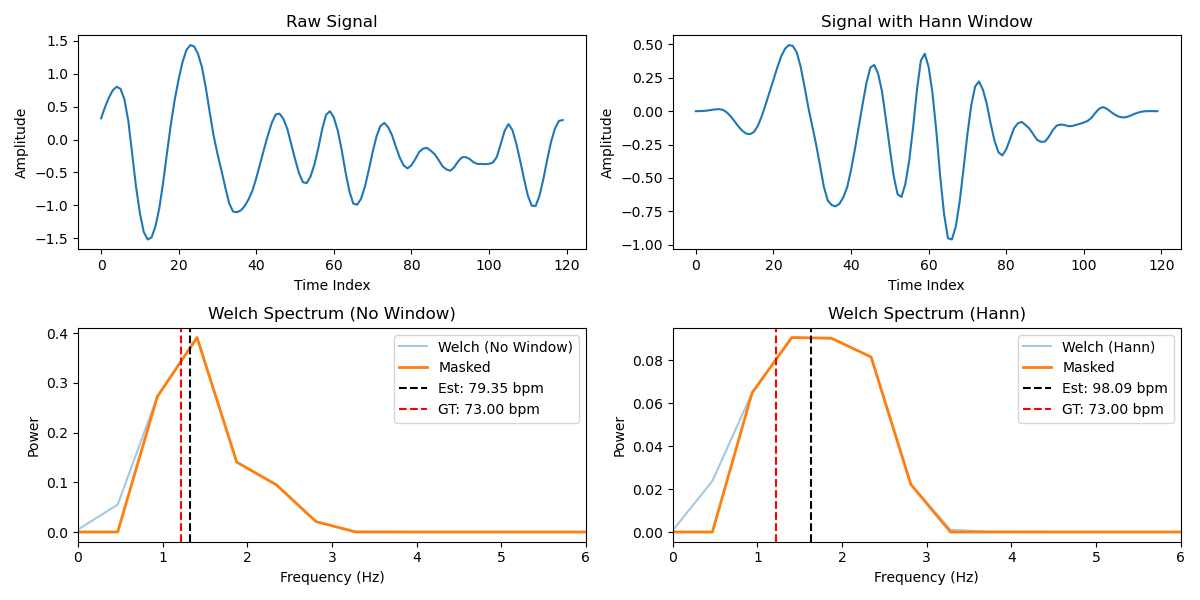 Raw Signal
Amplitude
1.5
1.0
0.5
0.0
−0.5
−1.0
−1.5
0 20 40 60 80 100 120
Time Index
Signal with Hann Window
Amplitude
0.50
0.25
0.00
−0.25
−0.50
−0.75
−1.00
0 20 40 60 80 100 120
Time Index
Welch Spectrum (No Window)
Power
0.4
0.3
0.2
0.1
0.0
Welch (No Window)
Masked
Est: 79.35 bpm
GT: 73.00 bpm
0 1 2 3 4 5 6
Frequency (Hz)
Welch Spectrum (Hann)
Power
0.08
0.06
0.04
0.02
0.00
Welch (Hann)
Masked
Est: 98.09 bpm
GT: 73.00 bpm
0 1 2 3 4 5 6
Frequency (Hz)